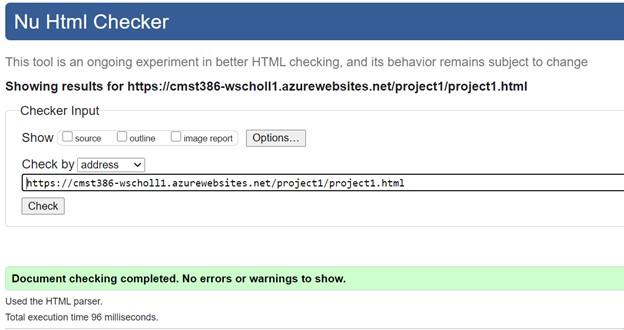 Nu Html Checker
This tool is an ongoing experiment in better HTML checking, and its behavior remains subject to change
Showing results for https://cmst386-wscholl1.azurewebsites.net/project1/project1.html
Checker Input
Show source outline image report Options...
Check by address
https://cmst386-wscholl1.azurewebsites.net/project1/project1.html
Check
Document checking completed. No errors or warnings to show.
Used the HTML parser.
Total execution time 96 milliseconds.